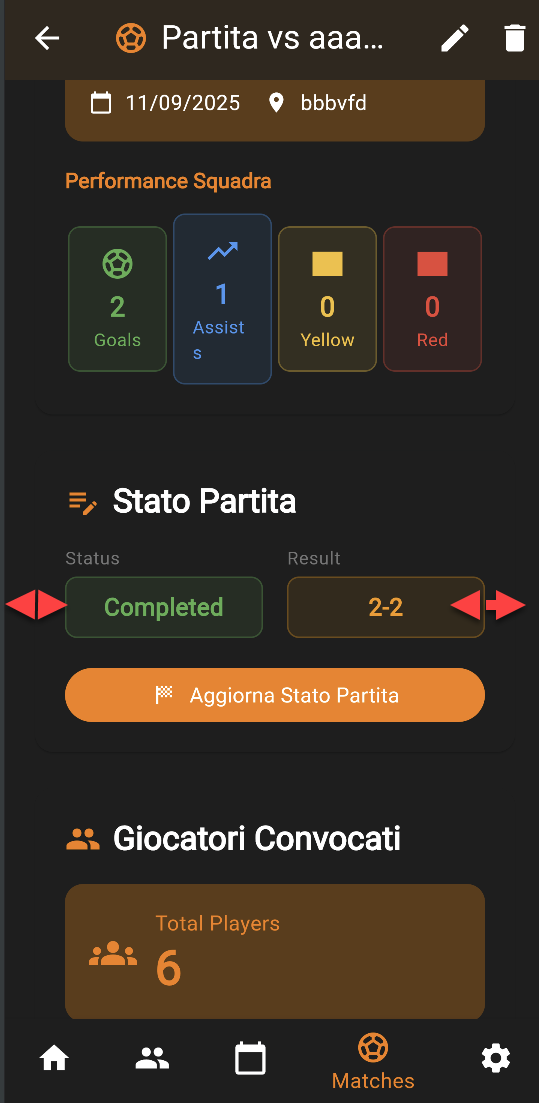 Partita vs aaa...
11/09/2025 bbbvfd
Performance Squadra
2 1 0 0
Goals Assist Yellow Red
s
Stato Partita
Status Result
Completed 2-2
Aggiorna Stato Partita
Giocatori Convocati
Total Players
6
Matches